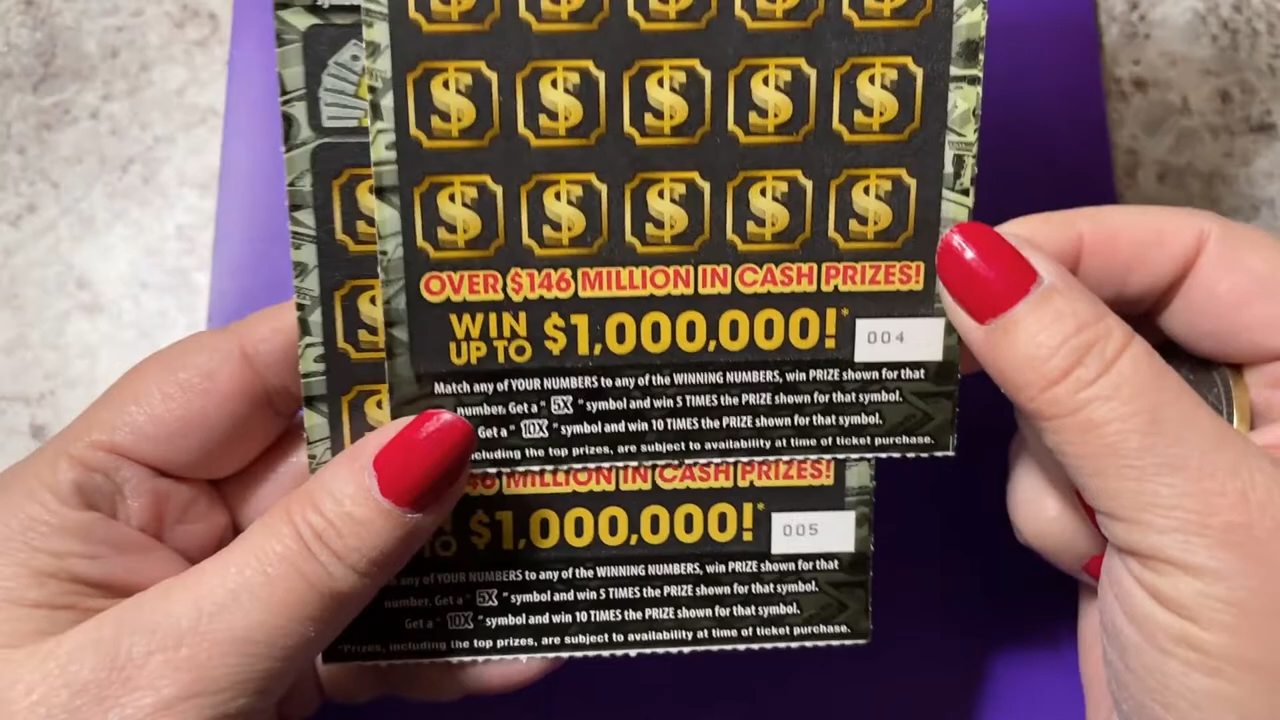 OVER $146 MILLION IN CASH PRIZES!
WIN UP TO $1,000,000!*
004
Match any of YOUR NUMBERS to any of the WINNING NUMBERS, win PRIZE shown for that
number. Get a " 5X " symbol and win 5 TIMES the PRIZE shown for that symbol.
Get a " 10X " symbol and win 10 TIMES the PRIZE shown for that symbol.
including the top prizes, are subject to availability at time of ticket purchase.
46 MILLION IN CASH PRIZES!
TO $1,000,000!*
005
any of YOUR NUMBERS to any of the WINNING NUMBERS, win PRIZE shown for that
number. Get a " 5X " symbol and win 5 TIMES the PRIZE shown for that symbol.
Get a " 10X " symbol and win 10 TIMES the PRIZE shown for that symbol.
*Prizes, including the top prizes, are subject to availability at time of ticket purchase.